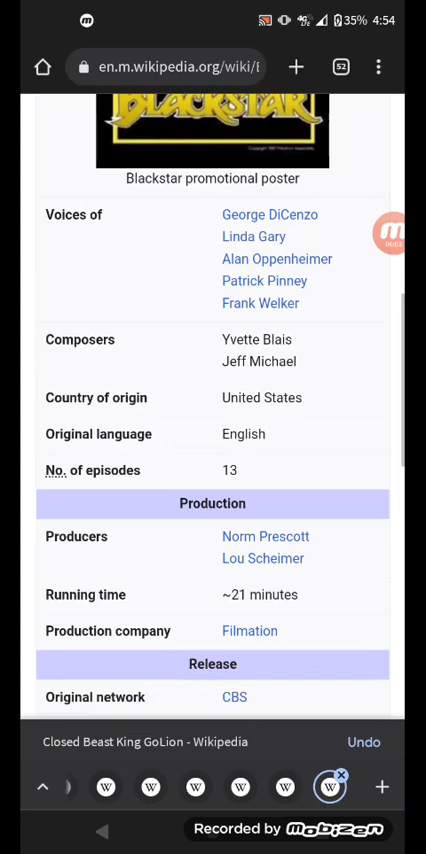 35% 4:54
en.m.wikipedia.org/wiki/
52
BLACKSTAR
Blackstar promotional poster
Voices of
George DiCenzo
Linda Gary
Alan Oppenheimer
Patrick Pinney
Frank Welker
06:03
Composers
Yvette Blais
Jeff Michael
Country of origin
United States
Original language
English
No. of episodes
13
Production
Producers
Norm Prescott
Lou Scheimer
Running time
~21 minutes
Production company
Filmation
Release
Original network
CBS
Closed Beast King GoLion - Wikipedia
Undo
W W W W W W
Recorded by Mobizen